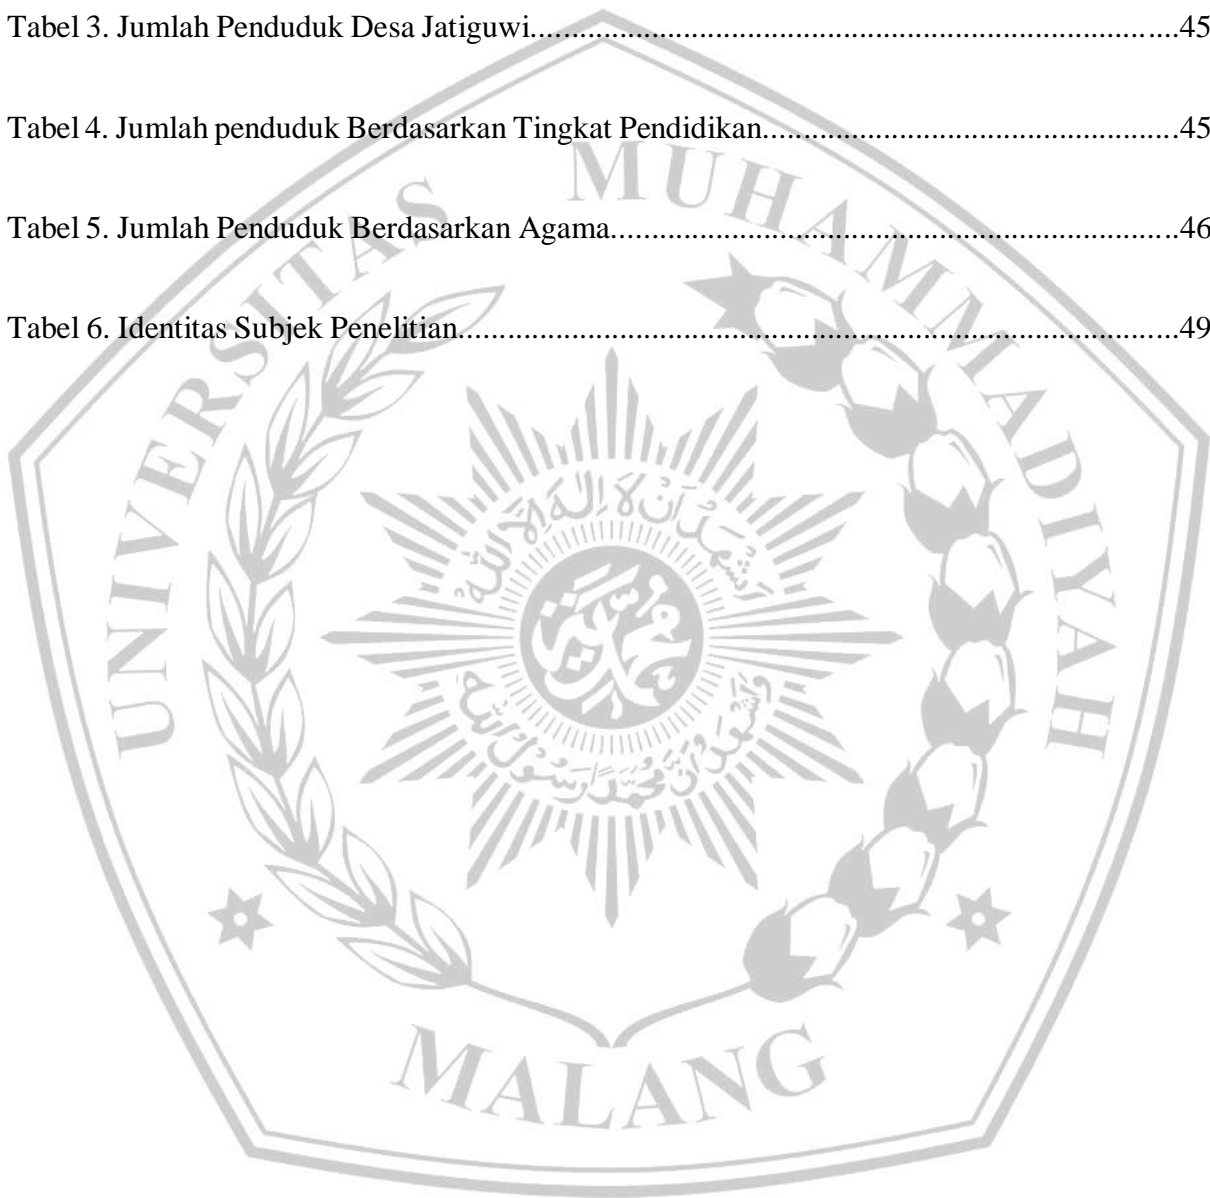 Tabel 3. Jumlah Penduduk Desa Jatiguwi....................................................................................45
Tabel 4. Jumlah penduduk Berdasarkan Tingkat Pendidikan.....................................................45
Tabel 5. Jumlah Penduduk Berdasarkan Agama.........................................................................46
Tabel 6. Identitas Subjek Penelitian............................................................................................49
UNIVERSITAS MUHAMMADIYAH
MALANG